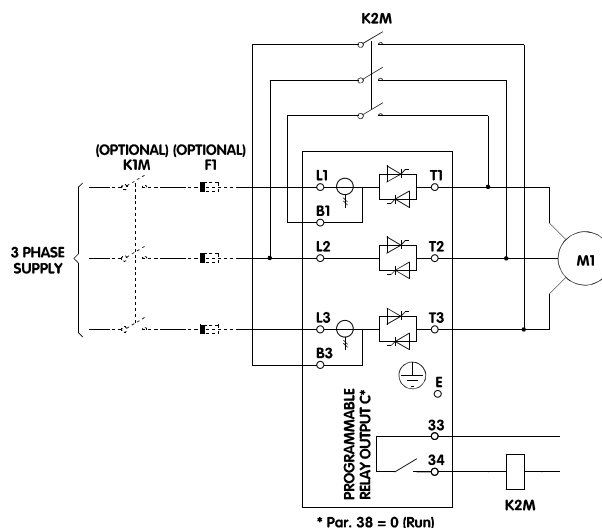 K2M
(OPTIONAL) (OPTIONAL)
K1M F1
L1 T1
B1
3 PHASE
SUPPLY
L2 T2
M1
L3 T3
B3
E
PROGRAMMABLE
RELAY OUTPUT C*
33
34
K2M
* Par. 38 = 0 (Run)